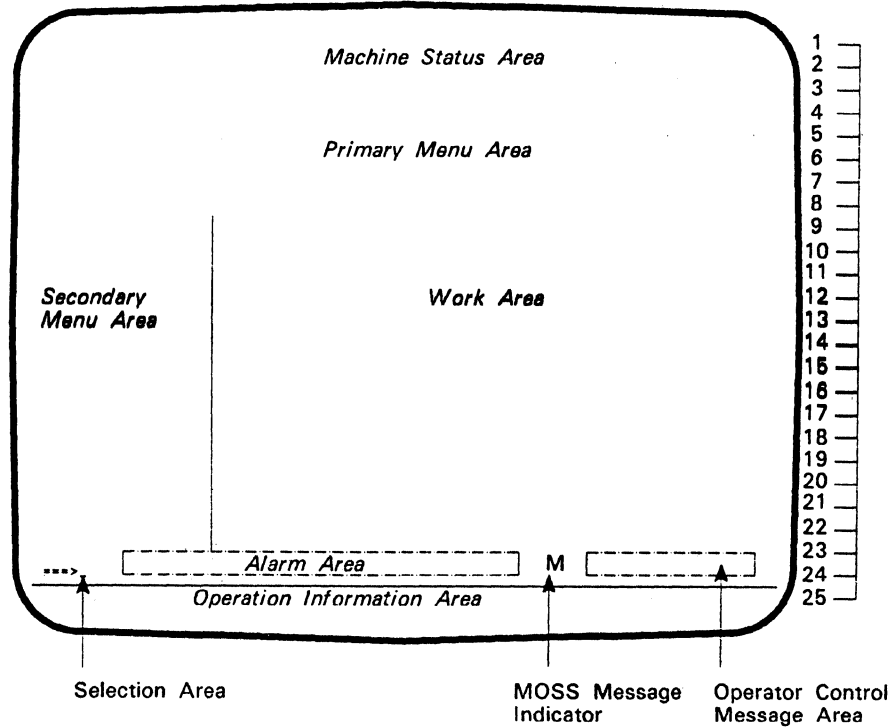 Machine Status Area
Primary Menu Area
Secondary
Menu Area
Work Area
===>
Alarm Area
M
Operation Information Area
1
2
3
4
5
6
7
8
9
10
11
12
13
14
15
16
17
18
19
20
21
22
23
24
25
Selection Area
MOSS Message
Indicator
Operator Control
Message Area